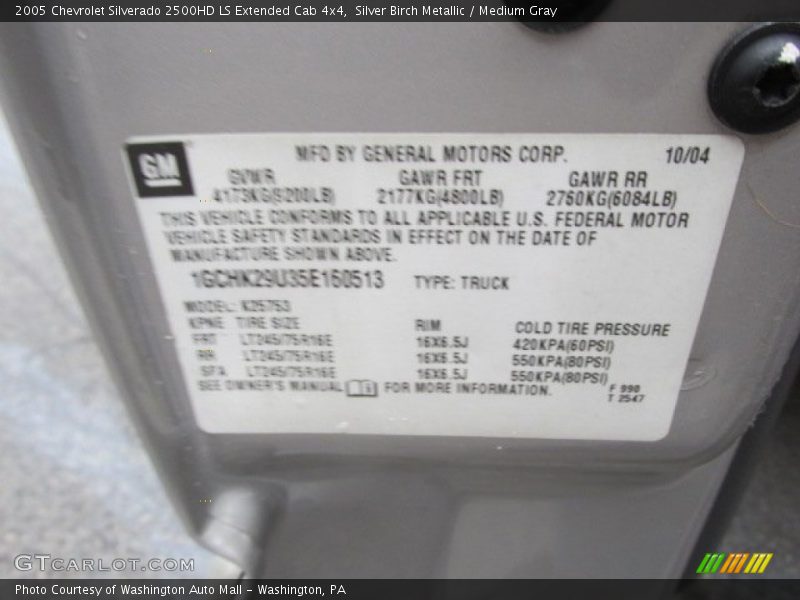 2005 Chevrolet Silverado 2500HD LS Extended Cab 4x4, Silver Birch Metallic / Medium Gray
GM
MFD BY GENERAL MOTORS CORP. 10/04
GVWR GAWR FRT GAWR RR
4173KG(9200LB) 2177KG(4800LB) 2760KG(6084LB)
THIS VEHICLE CONFORMS TO ALL APPLICABLE U.S. FEDERAL MOTOR
VEHICLE SAFETY STANDARDS IN EFFECT ON THE DATE OF
MANUFACTURE SHOWN ABOVE.
1GCHK29U35E160513 TYPE: TRUCK
MODEL: K25753
KPNE TIRE SIZE RIM COLD TIRE PRESSURE
FRT LT245/75R16E 16X6.5J 420KPA(60PSI)
RR LT245/75R16E 16X6.5J 550KPA(80PSI)
SFA LT245/75R16E 16X6.5J 550KPA(80PSI)
SEE OWNER'S MANUAL FOR MORE INFORMATION.
F 990
T 2547
GTCARLOT.COM
Photo Courtesy of Washington Auto Mall - Washington, PA